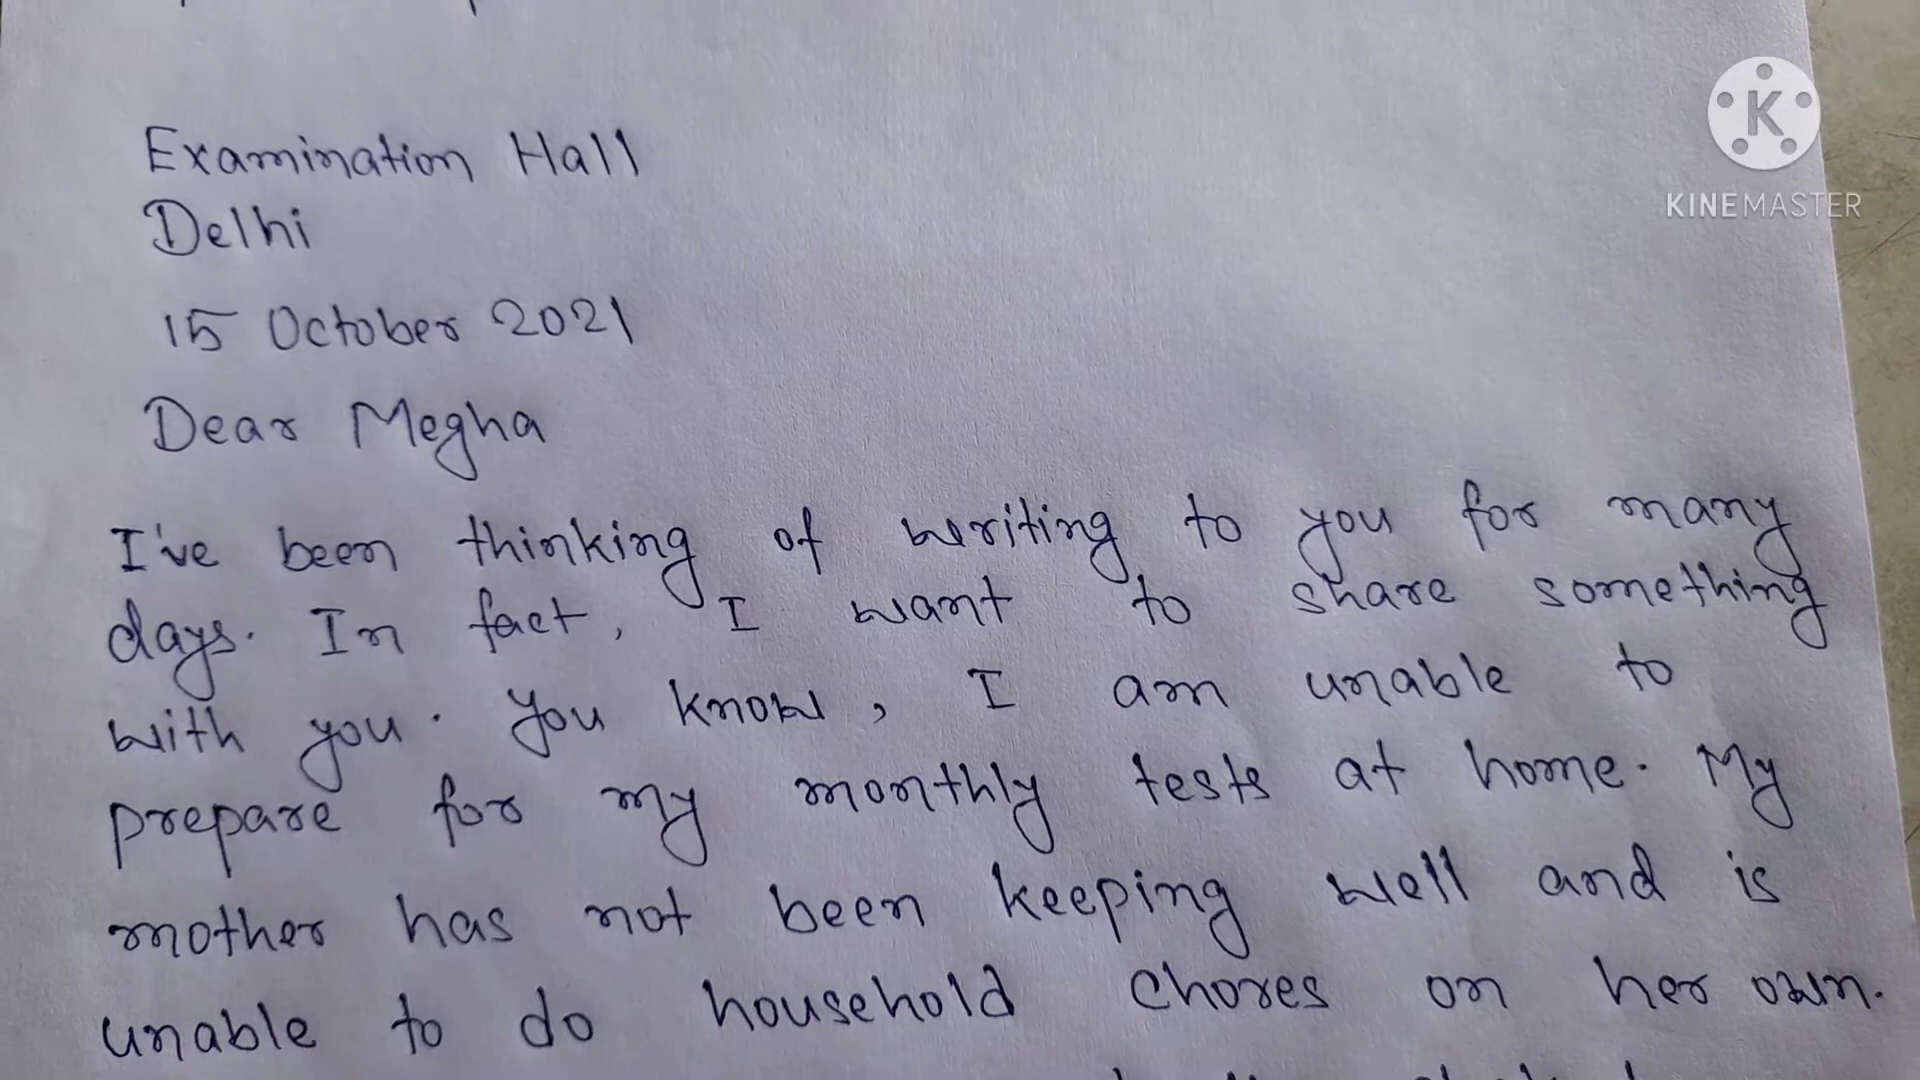 Examination Hall
Delhi
15 October 2021
Dear Megha
I've been thinking of writing to you for many
days. In fact, I want to share something
with you. You know, I am unable to
prepare for my monthly tests at home. My
mother has not been keeping well and is
unable to do household chores on her own.
K
KINEMASTER